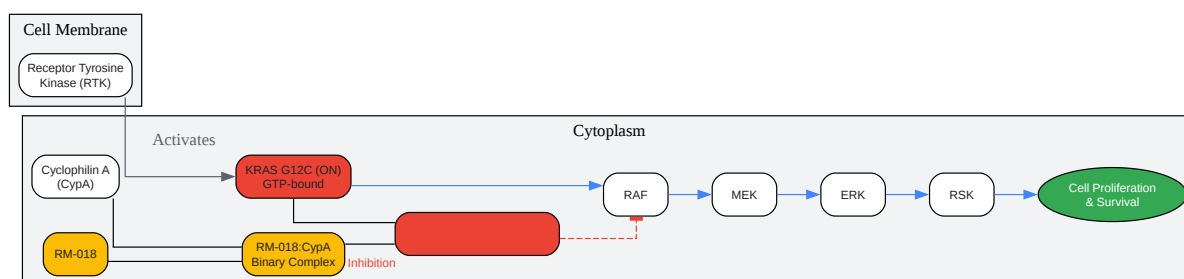 Cell Membrane
Receptor Tyrosine
Kinase (RTK)
Cytoplasm
Activates
Cyclophilin A
(CypA)
KRAS G12C (ON)
GTP-bound
RAF
MEK
ERK
RSK
Cell Proliferation
& Survival
RM-018
RM-018:CypA
Binary Complex
Inhibition